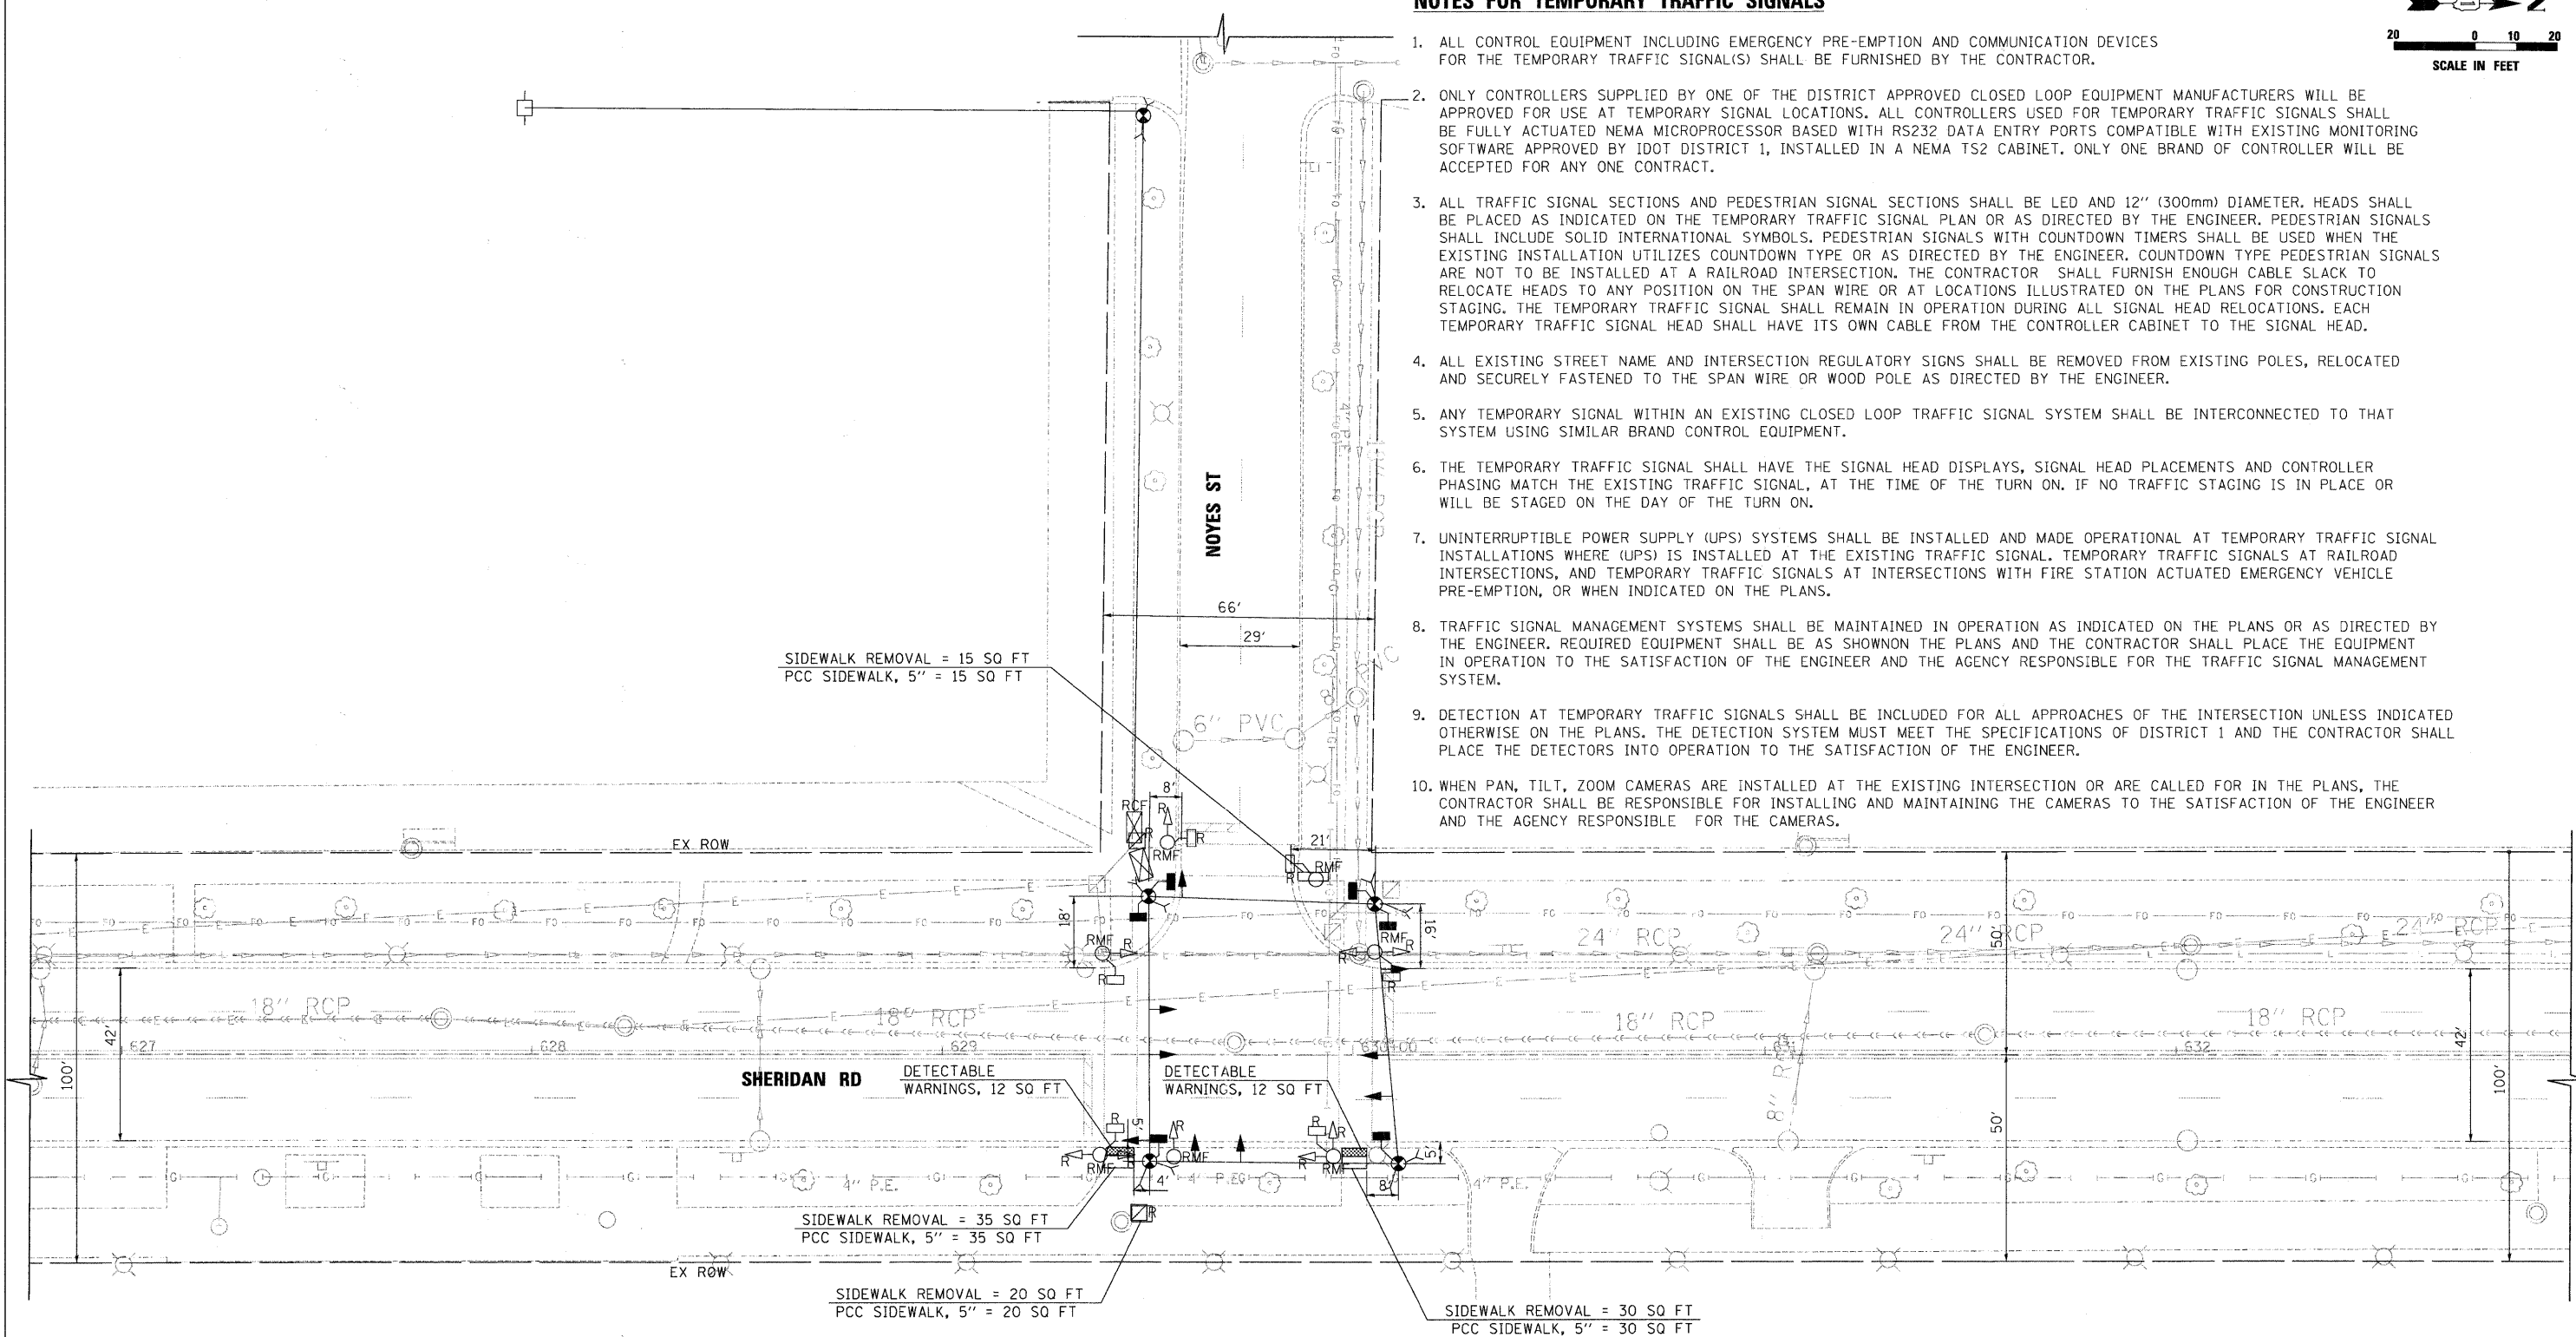 NOTES FOR TEMPORARY TRAFFIC SIGNALS
1. ALL CONTROL EQUIPMENT INCLUDING EMERGENCY PRE-EMPTION AND COMMUNICATION DEVICES
FOR THE TEMPORARY TRAFFIC SIGNAL(S) SHALL BE FURNISHED BY THE CONTRACTOR.
2. ONLY CONTROLLERS SUPPLIED BY ONE OF THE DISTRICT APPROVED CLOSED LOOP EQUIPMENT MANUFACTURERS WILL BE
APPROVED FOR USE AT TEMPORARY SIGNAL LOCATIONS. ALL CONTROLLERS USED FOR TEMPORARY TRAFFIC SIGNALS SHALL
BE FULLY ACTUATED NEMA MICROPROCESSOR BASED WITH RS232 DATA ENTRY PORTS COMPATIBLE WITH EXISTING MONITORING
SOFTWARE APPROVED BY IDOT DISTRICT 1, INSTALLED IN A NEMA TS2 CABINET. ONLY ONE BRAND OF CONTROLLER WILL BE
ACCEPTED FOR ANY ONE CONTRACT.
3. ALL TRAFFIC SIGNAL SECTIONS AND PEDESTRIAN SIGNAL SECTIONS SHALL BE LED AND 12'' (300mm) DIAMETER. HEADS SHALL
BE PLACED AS INDICATED ON THE TEMPORARY TRAFFIC SIGNAL PLAN OR AS DIRECTED BY THE ENGINEER. PEDESTRIAN SIGNALS
SHALL INCLUDE SOLID INTERNATIONAL SYMBOLS. PEDESTRIAN SIGNALS WITH COUNTDOWN TIMERS SHALL BE USED WHEN THE
EXISTING INSTALLATION UTILIZES COUNTDOWN TYPE OR AS DIRECTED BY THE ENGINEER. COUNTDOWN TYPE PEDESTRIAN SIGNALS
ARE NOT TO BE INSTALLED AT A RAILROAD INTERSECTION. THE CONTRACTOR SHALL FURNISH ENOUGH CABLE SLACK TO
RELOCATE HEADS TO ANY POSITION ON THE SPAN WIRE OR AT LOCATIONS ILLUSTRATED ON THE PLANS FOR CONSTRUCTION
STAGING. THE TEMPORARY TRAFFIC SIGNAL SHALL REMAIN IN OPERATION DURING ALL SIGNAL HEAD RELOCATIONS. EACH
TEMPORARY TRAFFIC SIGNAL HEAD SHALL HAVE ITS OWN CABLE FROM THE CONTROLLER CABINET TO THE SIGNAL HEAD.
4. ALL EXISTING STREET NAME AND INTERSECTION REGULATORY SIGNS SHALL BE REMOVED FROM EXISTING POLES, RELOCATED
AND SECURELY FASTENED TO THE SPAN WIRE OR WOOD POLE AS DIRECTED BY THE ENGINEER.
5. ANY TEMPORARY SIGNAL WITHIN AN EXISTING CLOSED LOOP TRAFFIC SIGNAL SYSTEM SHALL BE INTERCONNECTED TO THAT
SYSTEM USING SIMILAR BRAND CONTROL EQUIPMENT.
6. THE TEMPORARY TRAFFIC SIGNAL SHALL HAVE THE SIGNAL HEAD DISPLAYS, SIGNAL HEAD PLACEMENTS AND CONTROLLER
PHASING MATCH THE EXISTING TRAFFIC SIGNAL, AT THE TIME OF THE TURN ON. IF NO TRAFFIC STAGING IS IN PLACE OR
WILL BE STAGED ON THE DAY OF THE TURN ON.
7. UNINTERRUPTIBLE POWER SUPPLY (UPS) SYSTEMS SHALL BE INSTALLED AND MADE OPERATIONAL AT TEMPORARY TRAFFIC SIGNAL
INSTALLATIONS WHERE (UPS) IS INSTALLED AT THE EXISTING TRAFFIC SIGNAL. TEMPORARY TRAFFIC SIGNALS AT RAILROAD
INTERSECTIONS, AND TEMPORARY TRAFFIC SIGNALS AT INTERSECTIONS WITH FIRE STATION ACTUATED EMERGENCY VEHICLE
PRE-EMPTION, OR WHEN INDICATED ON THE PLANS.
8. TRAFFIC SIGNAL MANAGEMENT SYSTEMS SHALL BE MAINTAINED IN OPERATION AS INDICATED ON THE PLANS OR AS DIRECTED BY
THE ENGINEER. REQUIRED EQUIPMENT SHALL BE AS SHOWNON THE PLANS AND THE CONTRACTOR SHALL PLACE THE EQUIPMENT
IN OPERATION TO THE SATISFACTION OF THE ENGINEER AND THE AGENCY RESPONSIBLE FOR THE TRAFFIC SIGNAL MANAGEMENT
SYSTEM.
9. DETECTION AT TEMPORARY TRAFFIC SIGNALS SHALL BE INCLUDED FOR ALL APPROACHES OF THE INTERSECTION UNLESS INDICATED
OTHERWISE ON THE PLANS. THE DETECTION SYSTEM MUST MEET THE SPECIFICATIONS OF DISTRICT 1 AND THE CONTRACTOR SHALL
PLACE THE DETECTORS INTO OPERATION TO THE SATISFACTION OF THE ENGINEER.
10. WHEN PAN, TILT, ZOOM CAMERAS ARE INSTALLED AT THE EXISTING INTERSECTION OR ARE CALLED FOR IN THE PLANS, THE
CONTRACTOR SHALL BE RESPONSIBLE FOR INSTALLING AND MAINTAINING THE CAMERAS TO THE SATISFACTION OF THE ENGINEER
AND THE AGENCY RESPONSIBLE FOR THE CAMERAS.
Z
20 0 10 20
SCALE IN FEET
NOYES ST
66'
29'
SIDEWALK REMOVAL = 15 SQ FT
PCC SIDEWALK, 5'' = 15 SQ FT
6'' PVC
8'
RCF
R
RMF
R
21'
RMF
R
EX ROW
18'
16'
RMF
R
RMF
R
24'' RCP
24'' RCP
24'' RCP
50'
18'' RCP
18'' RCP
18'' RCP
18'' RCP
42'
100'
627
628
629
632
42'
100'
SHERIDAN RD
DETECTABLE
WARNINGS, 12 SQ FT
DETECTABLE
WARNINGS, 12 SQ FT
50'
5'
R
RMF
R
RMF
R
RMF
5'
4'
8'
4'' P.E.
4'' P.E.
SIDEWALK REMOVAL = 35 SQ FT
PCC SIDEWALK, 5'' = 35 SQ FT
EX ROW
SIDEWALK REMOVAL = 20 SQ FT
PCC SIDEWALK, 5'' = 20 SQ FT
SIDEWALK REMOVAL = 30 SQ FT
PCC SIDEWALK, 5'' = 30 SQ FT